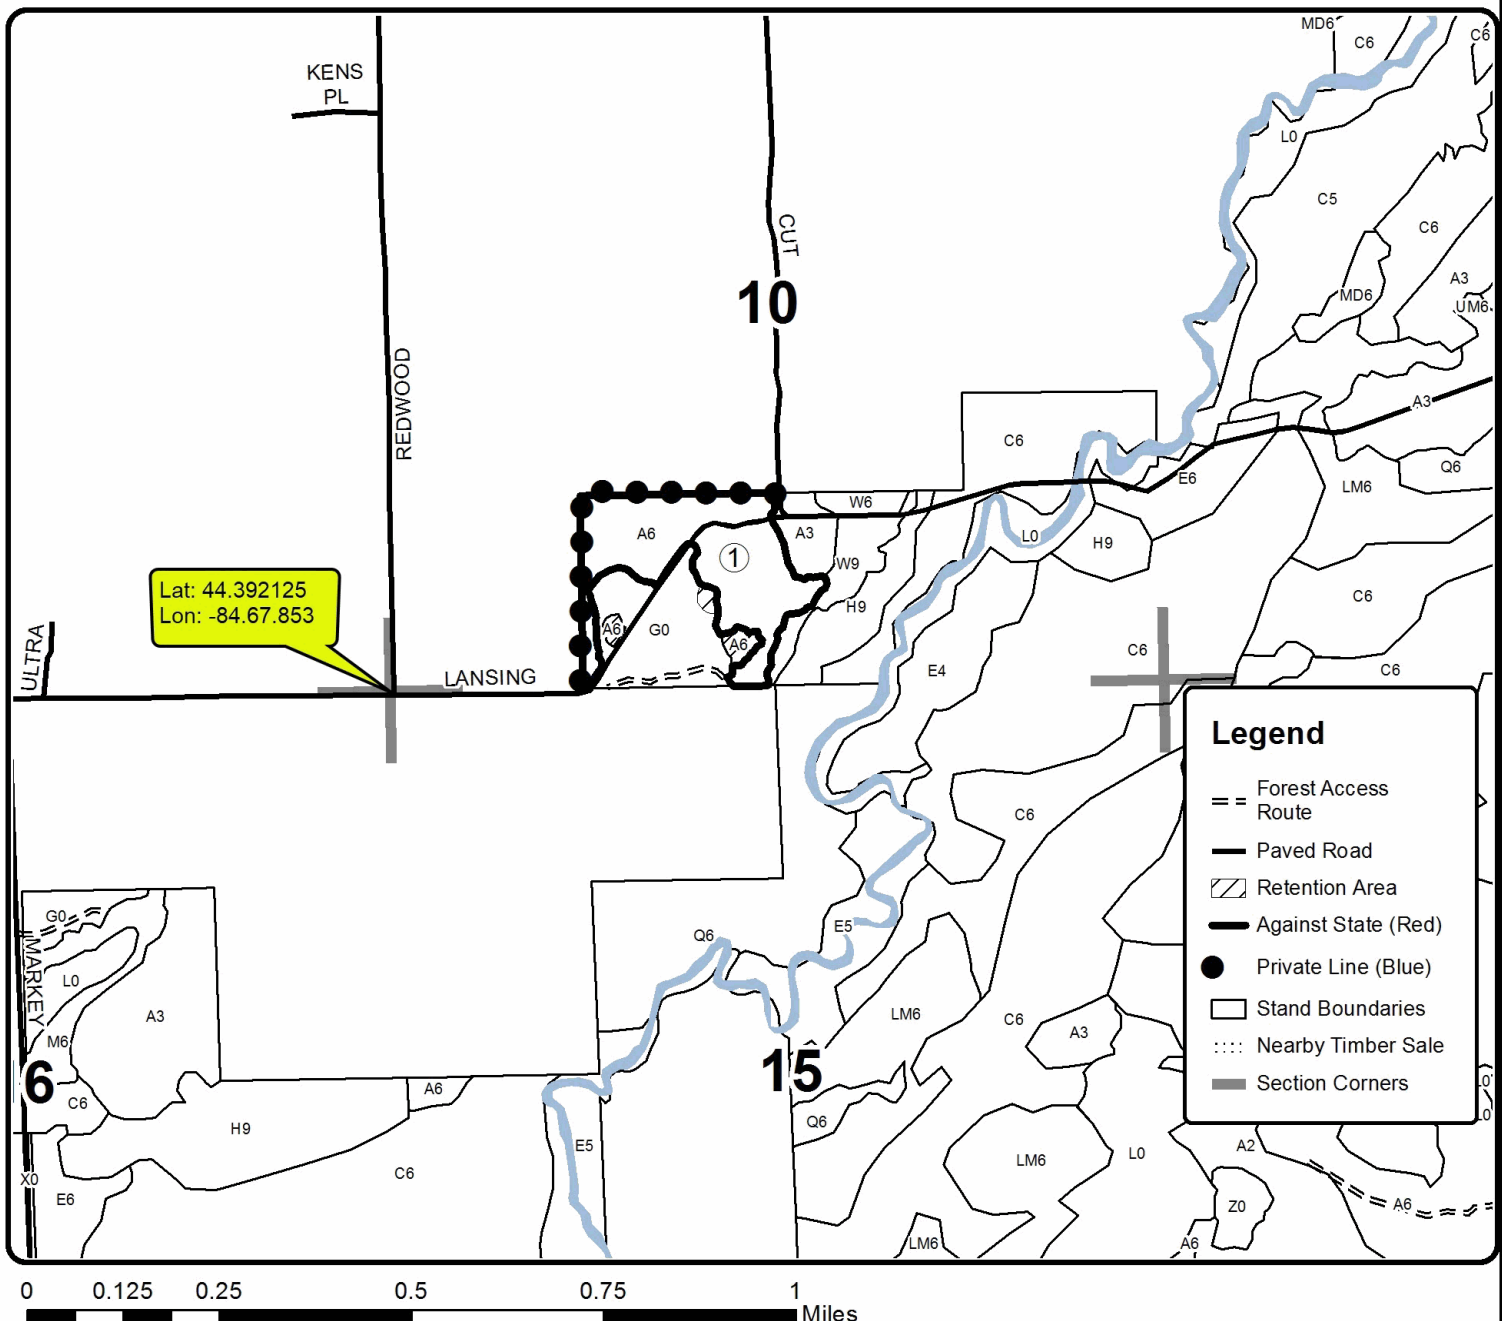 MD6
C6
C6
KENS
PL
L0
C5
CUT
C6
10
A3
MD6
UM6
REDWOOD
A3
C6
Q6
E6
LM6
W6
A6
A3
L0
H9
1
W9
Lat: 44.392125
Lon: -84.67.853
C6
H9
A6
G0
A6
C6
ULTRA
LANSING
E4
C6
Legend
Forest Access
Route
Paved Road
Retention Area
Against State (Red)
Private Line (Blue)
Stand Boundaries
Nearby Timber Sale
Section Corners
C6
G0
E5
Q6
MARKEY
L0
A3
LM6
C6
A3
M6
15
6
A6
L0
C6
Q6
L0
H9
E5
A2
L0
LM6
C6
X0
E6
Z0
A6
LM6
A6
0
0.125
0.25
0.5
0.75
1
Miles